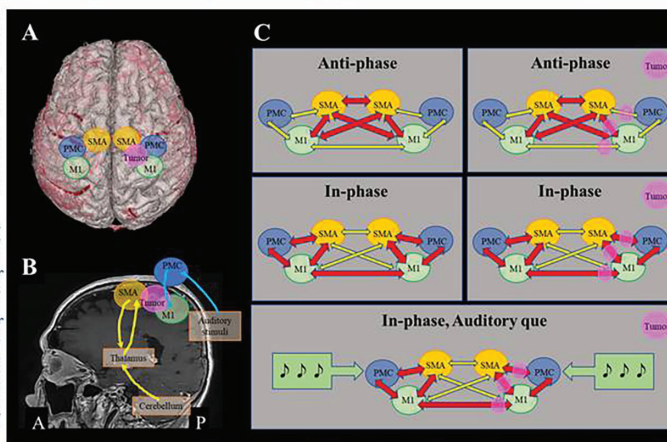 A
PMC
SMA
SMA
PMC
M1
Tumor
M1
B
PMC
SMA
Tumor
M1
Auditory
stimuli
Thalamus
Cerebellum
A
P
C
Anti-phase
PMC
SMA
SMA
PMC
M1
M1
Anti-phase
Tumo
PMC
SMA
SMA
PMC
M1
M1
In-phase
PMC
SMA
SMA
PMC
M1
M1
In-phase
Tumo
PMC
SMA
SMA
PMC
M1
M1
In-phase, Auditory que
Tumo
♪ ♪ ♪
PMC
SMA
SMA
PMC
♪ ♪ ♪
M1
M1